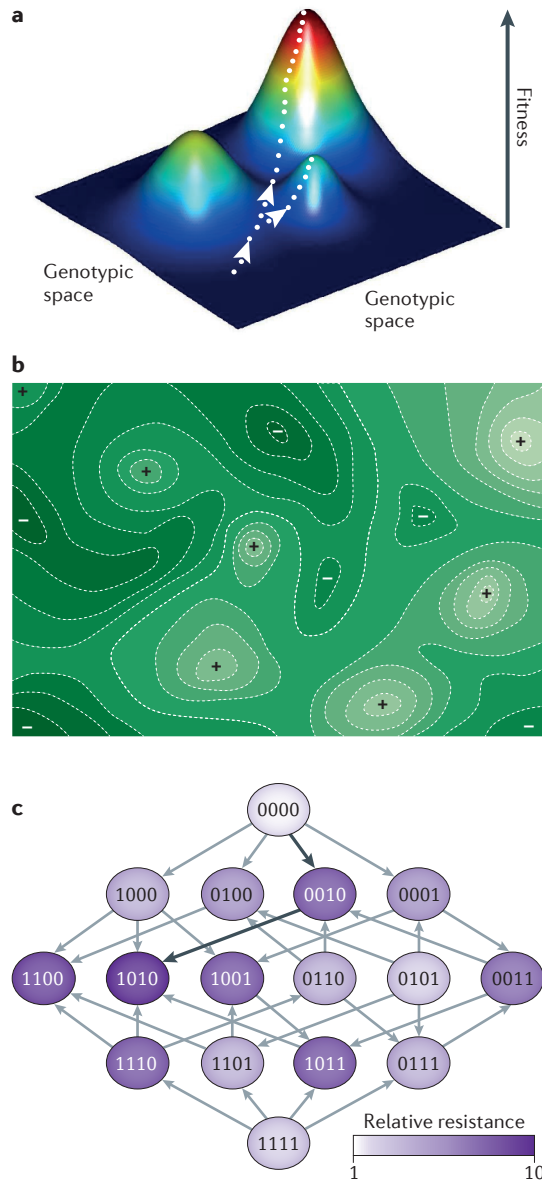 a
Fitness
Genotypic
space
Genotypic
space
b
+
−
+
+
−
−
+
−
+
+
+
−
−
c
0000
1000 0100 0010 0001
1100 1010 1001 0110 0101 0011
1110 1101 1011 0111
1111
Relative resistance
1 10